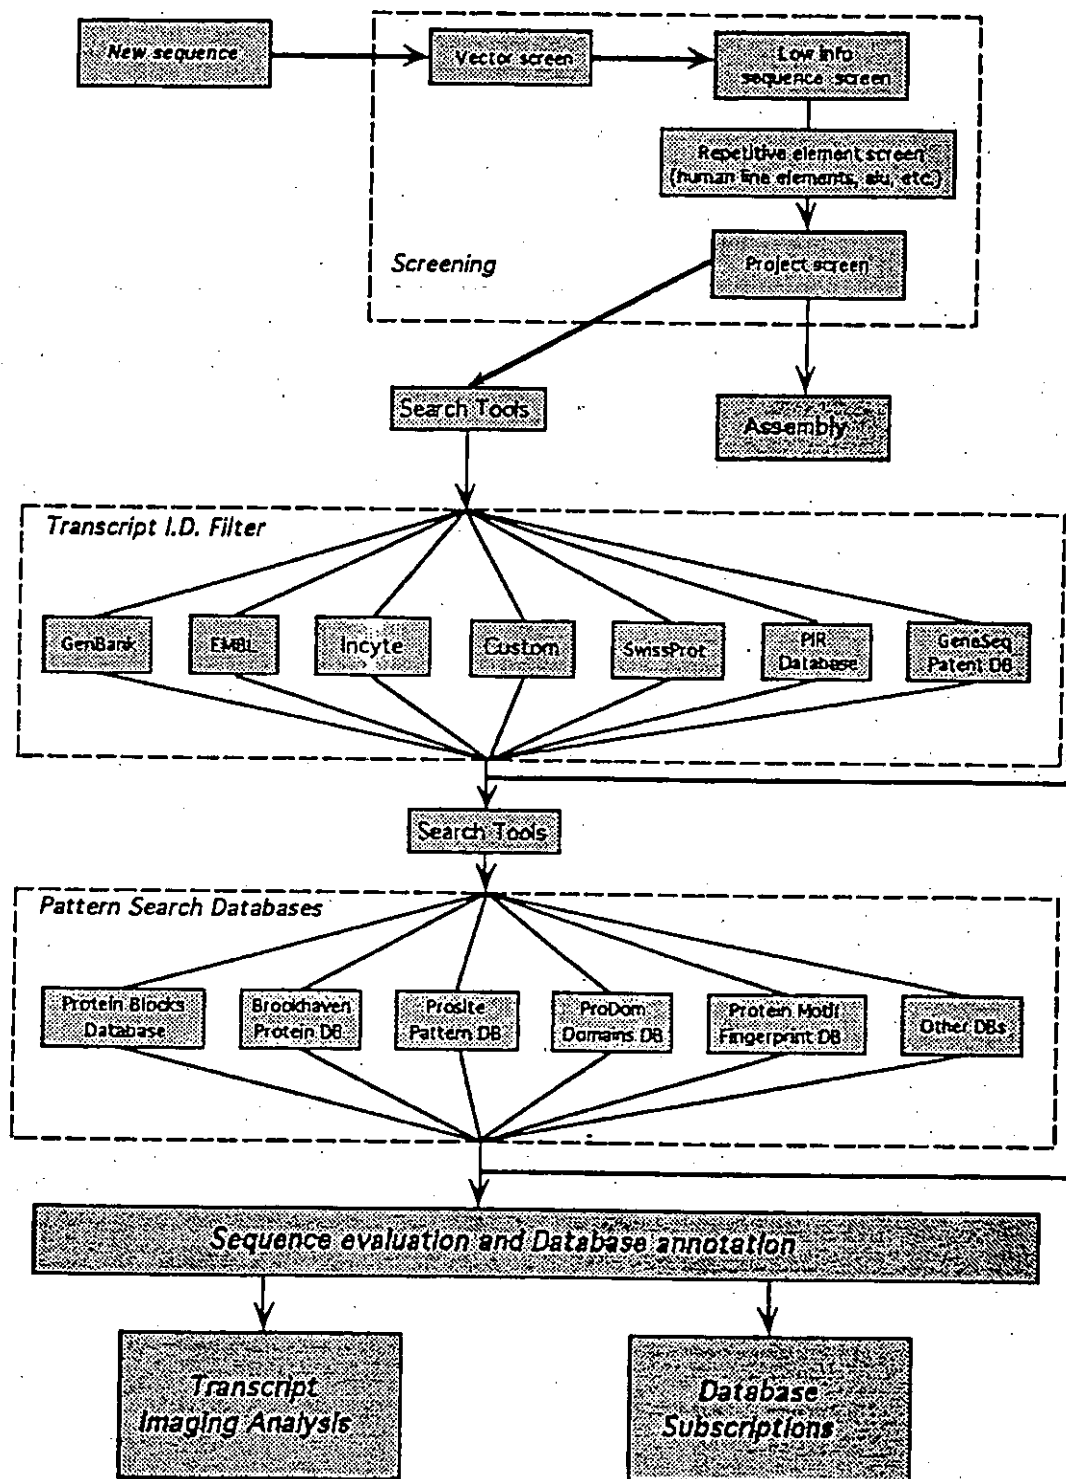 New sequence
Vector screen
Low info
sequence screen
Repetitive element screen
(human line elements, alu, etc.)
Screening
Project screen
Search Tools
Assembly
Transcript I.D. Filter
GenBank
EMBL
Incyte
Custom
SwissProt
PIR
Database
GeneSeq
Patent DB
Search Tools
Pattern Search Databases
Protein Blocks
Database
Brookhaven
Protein DB
Prosite
Pattern DB
ProDom
Domains DB
Protein Motif
Fingerprint DB
Other DBs
Sequence evaluation and Database annotation
Transcript
Imaging Analysis
Database
Subscriptions